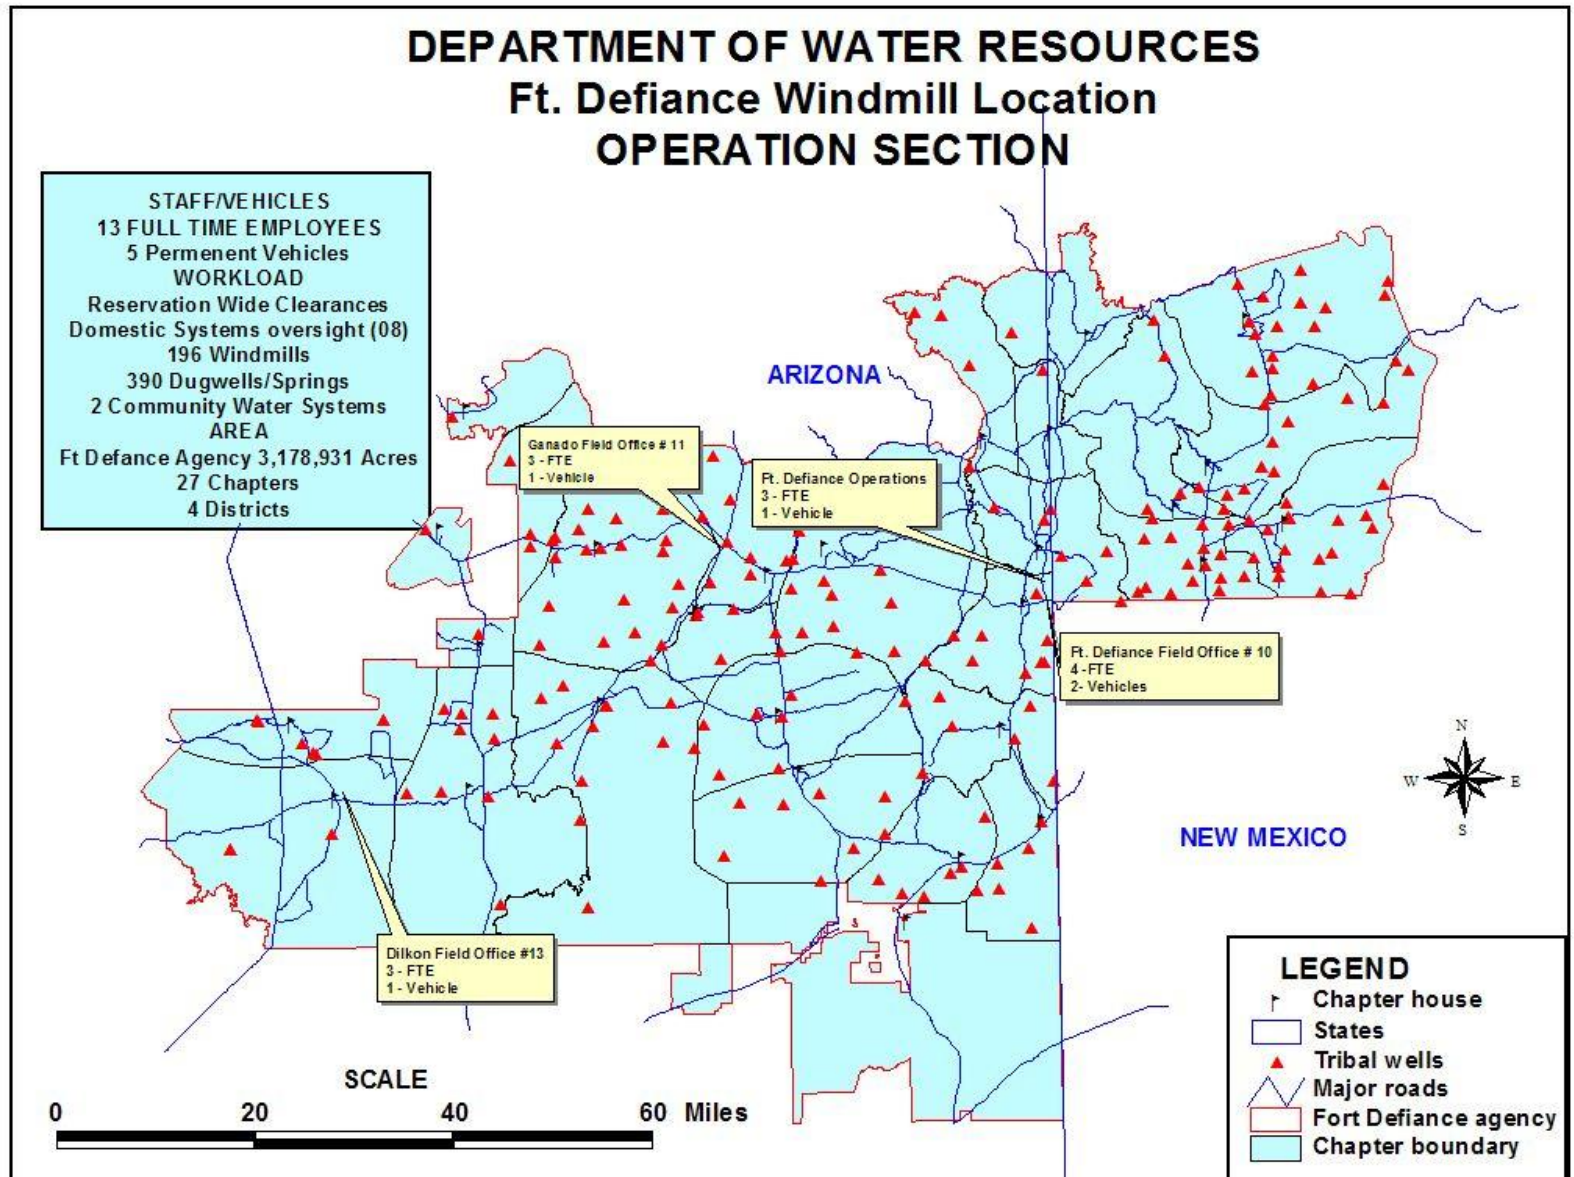 DEPARTMENT OF WATER RESOURCES
Ft. Defiance Windmill Location
OPERATION SECTION
STAFF/VEHICLES
13 FULL TIME EMPLOYEES
5 Permenent Vehicles
WORKLOAD
Reservation Wide Clearances
Domestic Systems oversight (08)
196 Windmills
390 Dugwells/Springs
2 Community Water Systems
AREA
Ft Defance Agency 3,178,931 Acres
27 Chapters
4 Districts
ARIZONA
Ganado Field Office # 11
3 - FTE
1 - Vehicle
Ft. Defiance Operations
3 - FTE
1 - Vehicle
Ft. Defiance Field Office # 10
4 -FTE
2- Vehicles
N
W E
S
NEW MEXICO
Dilkon Field Office #13
3 - FTE
1 - Vehicle
SCALE
0 20 40 60 Miles
LEGEND
Chapter house
States
Tribal wells
Major roads
Fort Defiance agency
Chapter boundary